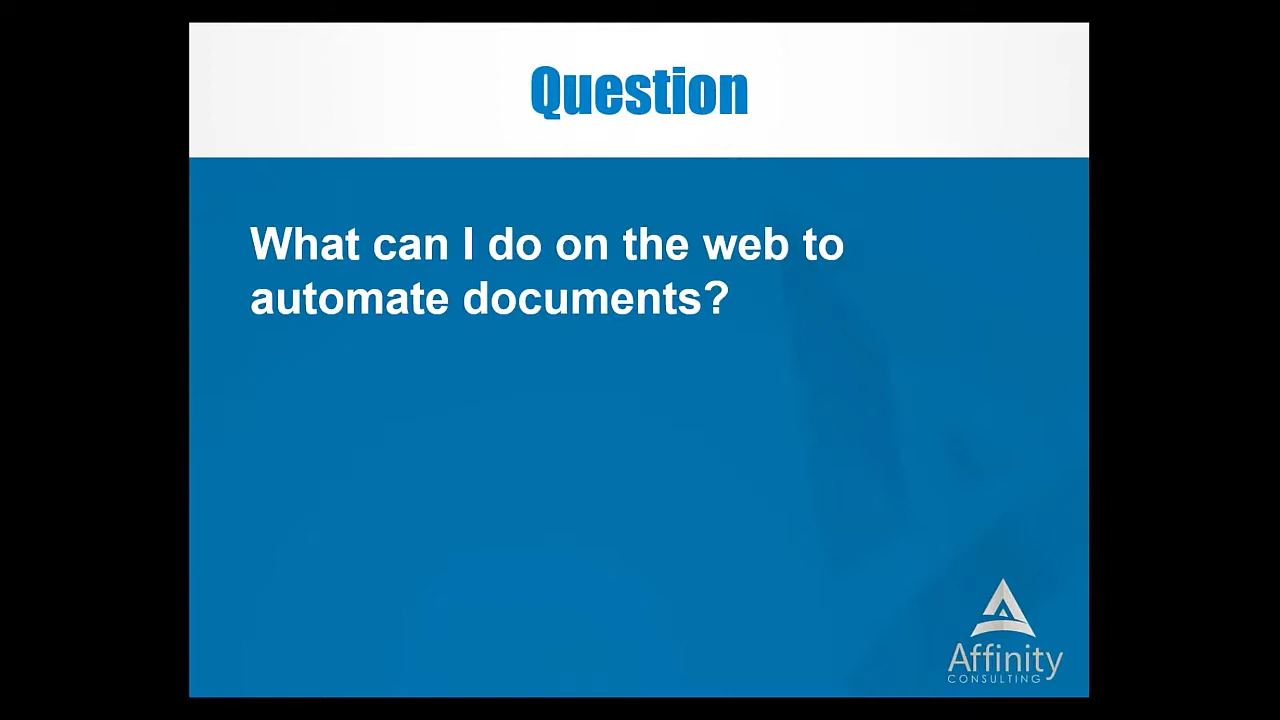 Question
What can I do on the web to
automate documents?
Affinity
CONSULTING